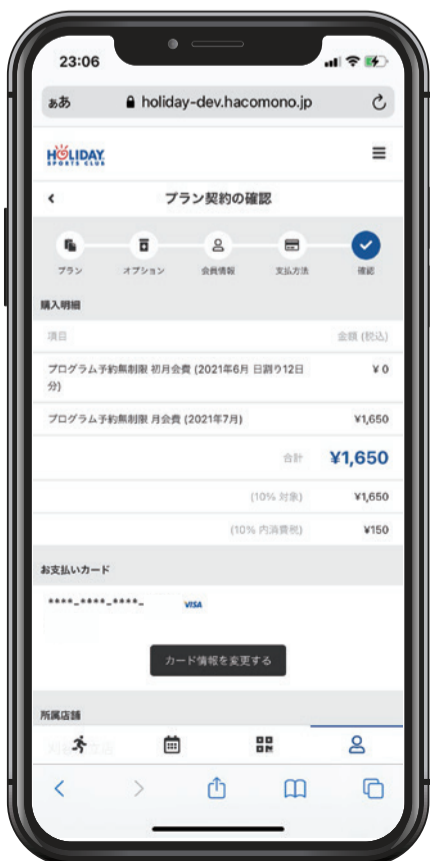 23:06
ぁあ holiday-dev.hacomono.jp
HOLIDAY
SPORTS CLUB
プラン契約の確認
プラン オプション 会員情報 支払方法 確認
購入明細
項目 金額 (税込)
プログラム予約無制限 初月会費 (2021年6月 日割り12日 ¥ 0
分)
プログラム予約無制限 月会費 (2021年7月) ¥1,650
合計 ¥1,650
(10% 対象) ¥1,650
(10% 内消費税) ¥150
お支払いカード
****-****-****- VISA
カード情報を変更する
所属店舗